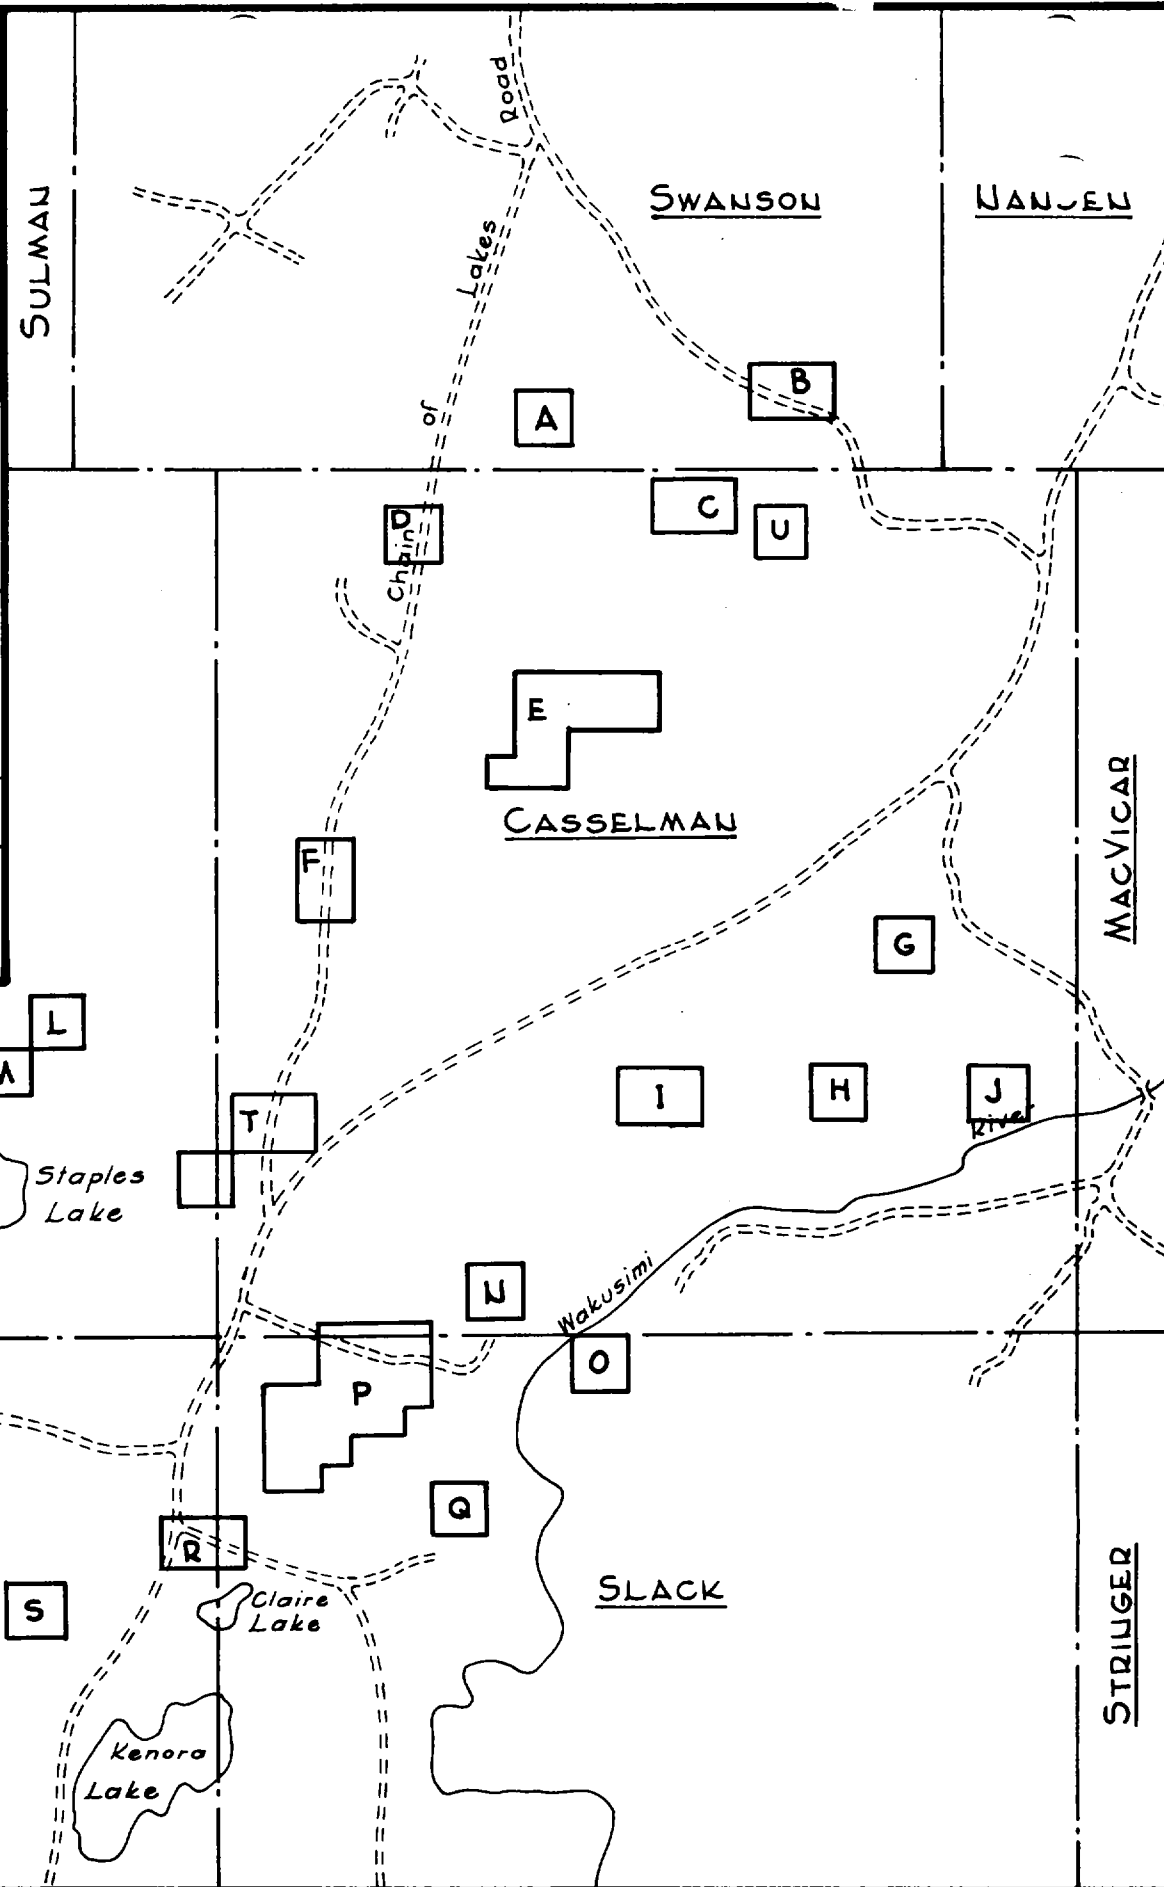 Road
SWANSON
NANJEN
SULMAN
Lakes
B
of
A
C
D
U
Chain
E
CASSELMAN
MACVICAR
F
G
L
I
H
J
T
River
Staples
Lake
Wakusimi
N
O
P
Q
R
SLACK
S
Claire
Lake
STRINGER
Kenora
Lake